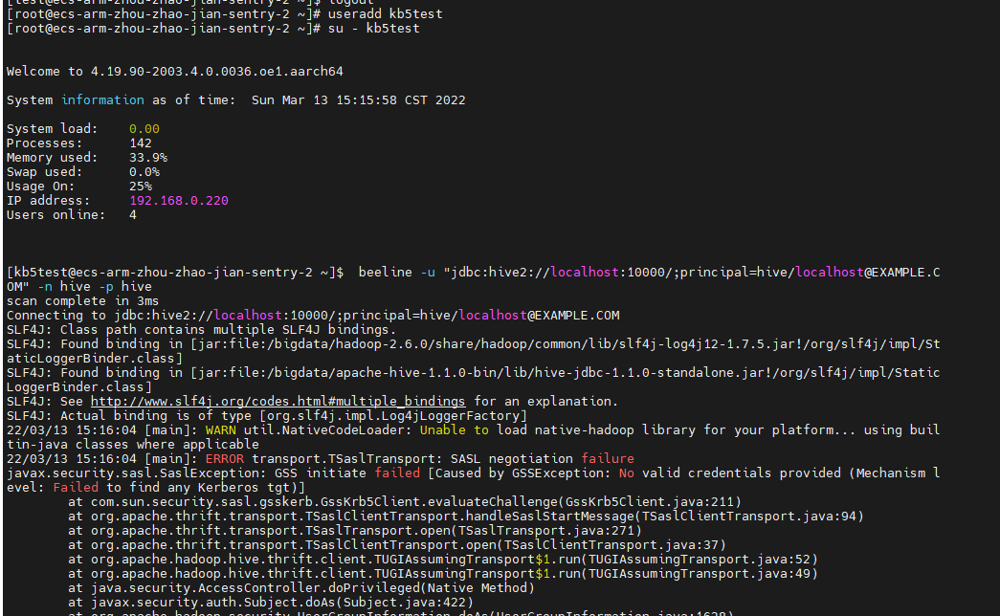 [test@ecs-arm-zhou-zhao-jian-sentry-2 ~]$ logout
[root@ecs-arm-zhou-zhao-jian-sentry-2 ~]# useradd kb5test
[root@ecs-arm-zhou-zhao-jian-sentry-2 ~]# su - kb5test
Welcome to 4.19.90-2003.4.0.0036.oe1.aarch64
System information as of time:  Sun Mar 13 15:15:58 CST 2022
System load:    0.00
Processes:      142
Memory used:    33.9%
Swap used:      0.0%
Usage On:       25%
IP address:     192.168.0.220
Users online:   4
[kb5test@ecs-arm-zhou-zhao-jian-sentry-2 ~]$  beeline -u "jdbc:hive2://localhost:10000/;principal=hive/localhost@EXAMPLE.C
OM" -n hive -p hive
scan complete in 3ms
Connecting to jdbc:hive2://localhost:10000/;principal=hive/localhost@EXAMPLE.COM
SLF4J: Class path contains multiple SLF4J bindings.
SLF4J: Found binding in [jar:file:/bigdata/hadoop-2.6.0/share/hadoop/common/lib/slf4j-log4j12-1.7.5.jar!/org/slf4j/impl/St
aticLoggerBinder.class]
SLF4J: Found binding in [jar:file:/bigdata/apache-hive-1.1.0-bin/lib/hive-jdbc-1.1.0-standalone.jar!/org/slf4j/impl/Static
LoggerBinder.class]
SLF4J: See http://www.slf4j.org/codes.html#multiple_bindings for an explanation.
SLF4J: Actual binding is of type [org.slf4j.impl.Log4jLoggerFactory]
22/03/13 15:16:04 [main]: WARN util.NativeCodeLoader: Unable to load native-hadoop library for your platform... using buil
tin-java classes where applicable
22/03/13 15:16:04 [main]: ERROR transport.TSaslTransport: SASL negotiation failure
javax.security.sasl.SaslException: GSS initiate failed [Caused by GSSException: No valid credentials provided (Mechanism l
evel: Failed to find any Kerberos tgt)]
        at com.sun.security.sasl.gsskerb.GssKrb5Client.evaluateChallenge(GssKrb5Client.java:211)
        at org.apache.thrift.transport.TSaslClientTransport.handleSaslStartMessage(TSaslClientTransport.java:94)
        at org.apache.thrift.transport.TSaslTransport.open(TSaslTransport.java:271)
        at org.apache.thrift.transport.TSaslClientTransport.open(TSaslClientTransport.java:37)
        at org.apache.hadoop.hive.thrift.client.TUGIAssumingTransport$1.run(TUGIAssumingTransport.java:52)
        at org.apache.hadoop.hive.thrift.client.TUGIAssumingTransport$1.run(TUGIAssumingTransport.java:49)
        at java.security.AccessController.doPrivileged(Native Method)
        at javax.security.auth.Subject.doAs(Subject.java:422)
        at org.apache.hadoop.security.UserGroupInformation.doAs(UserGroupInformation.java:1628)